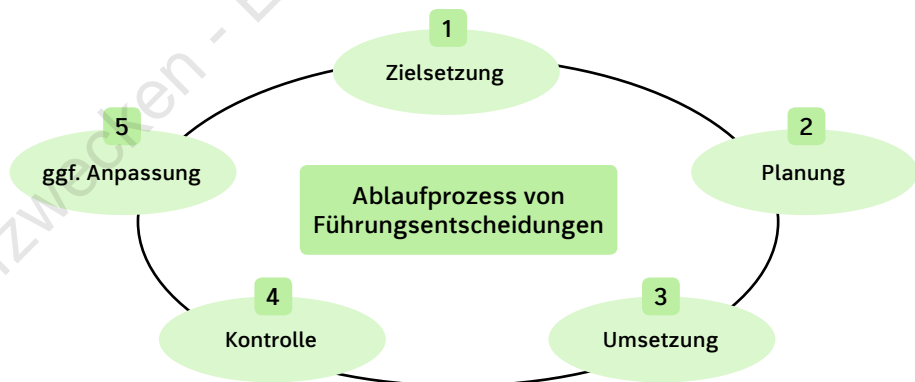 1
Zielsetzung
2
Planung
3
Umsetzung
4
Kontrolle
5
ggf. Anpassung
Ablaufprozess von
Führungsentscheidungen